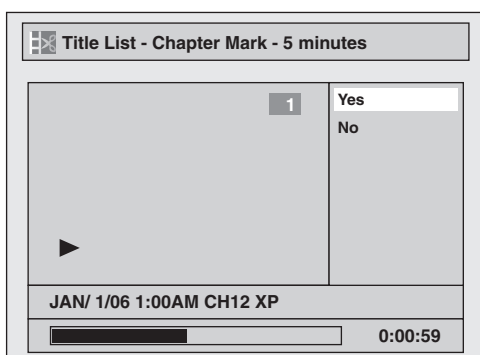 Title List - Chapter Mark - 5 minutes
1
Yes
No
JAN/ 1/06 1:00AM CH12 XP
0:00:59